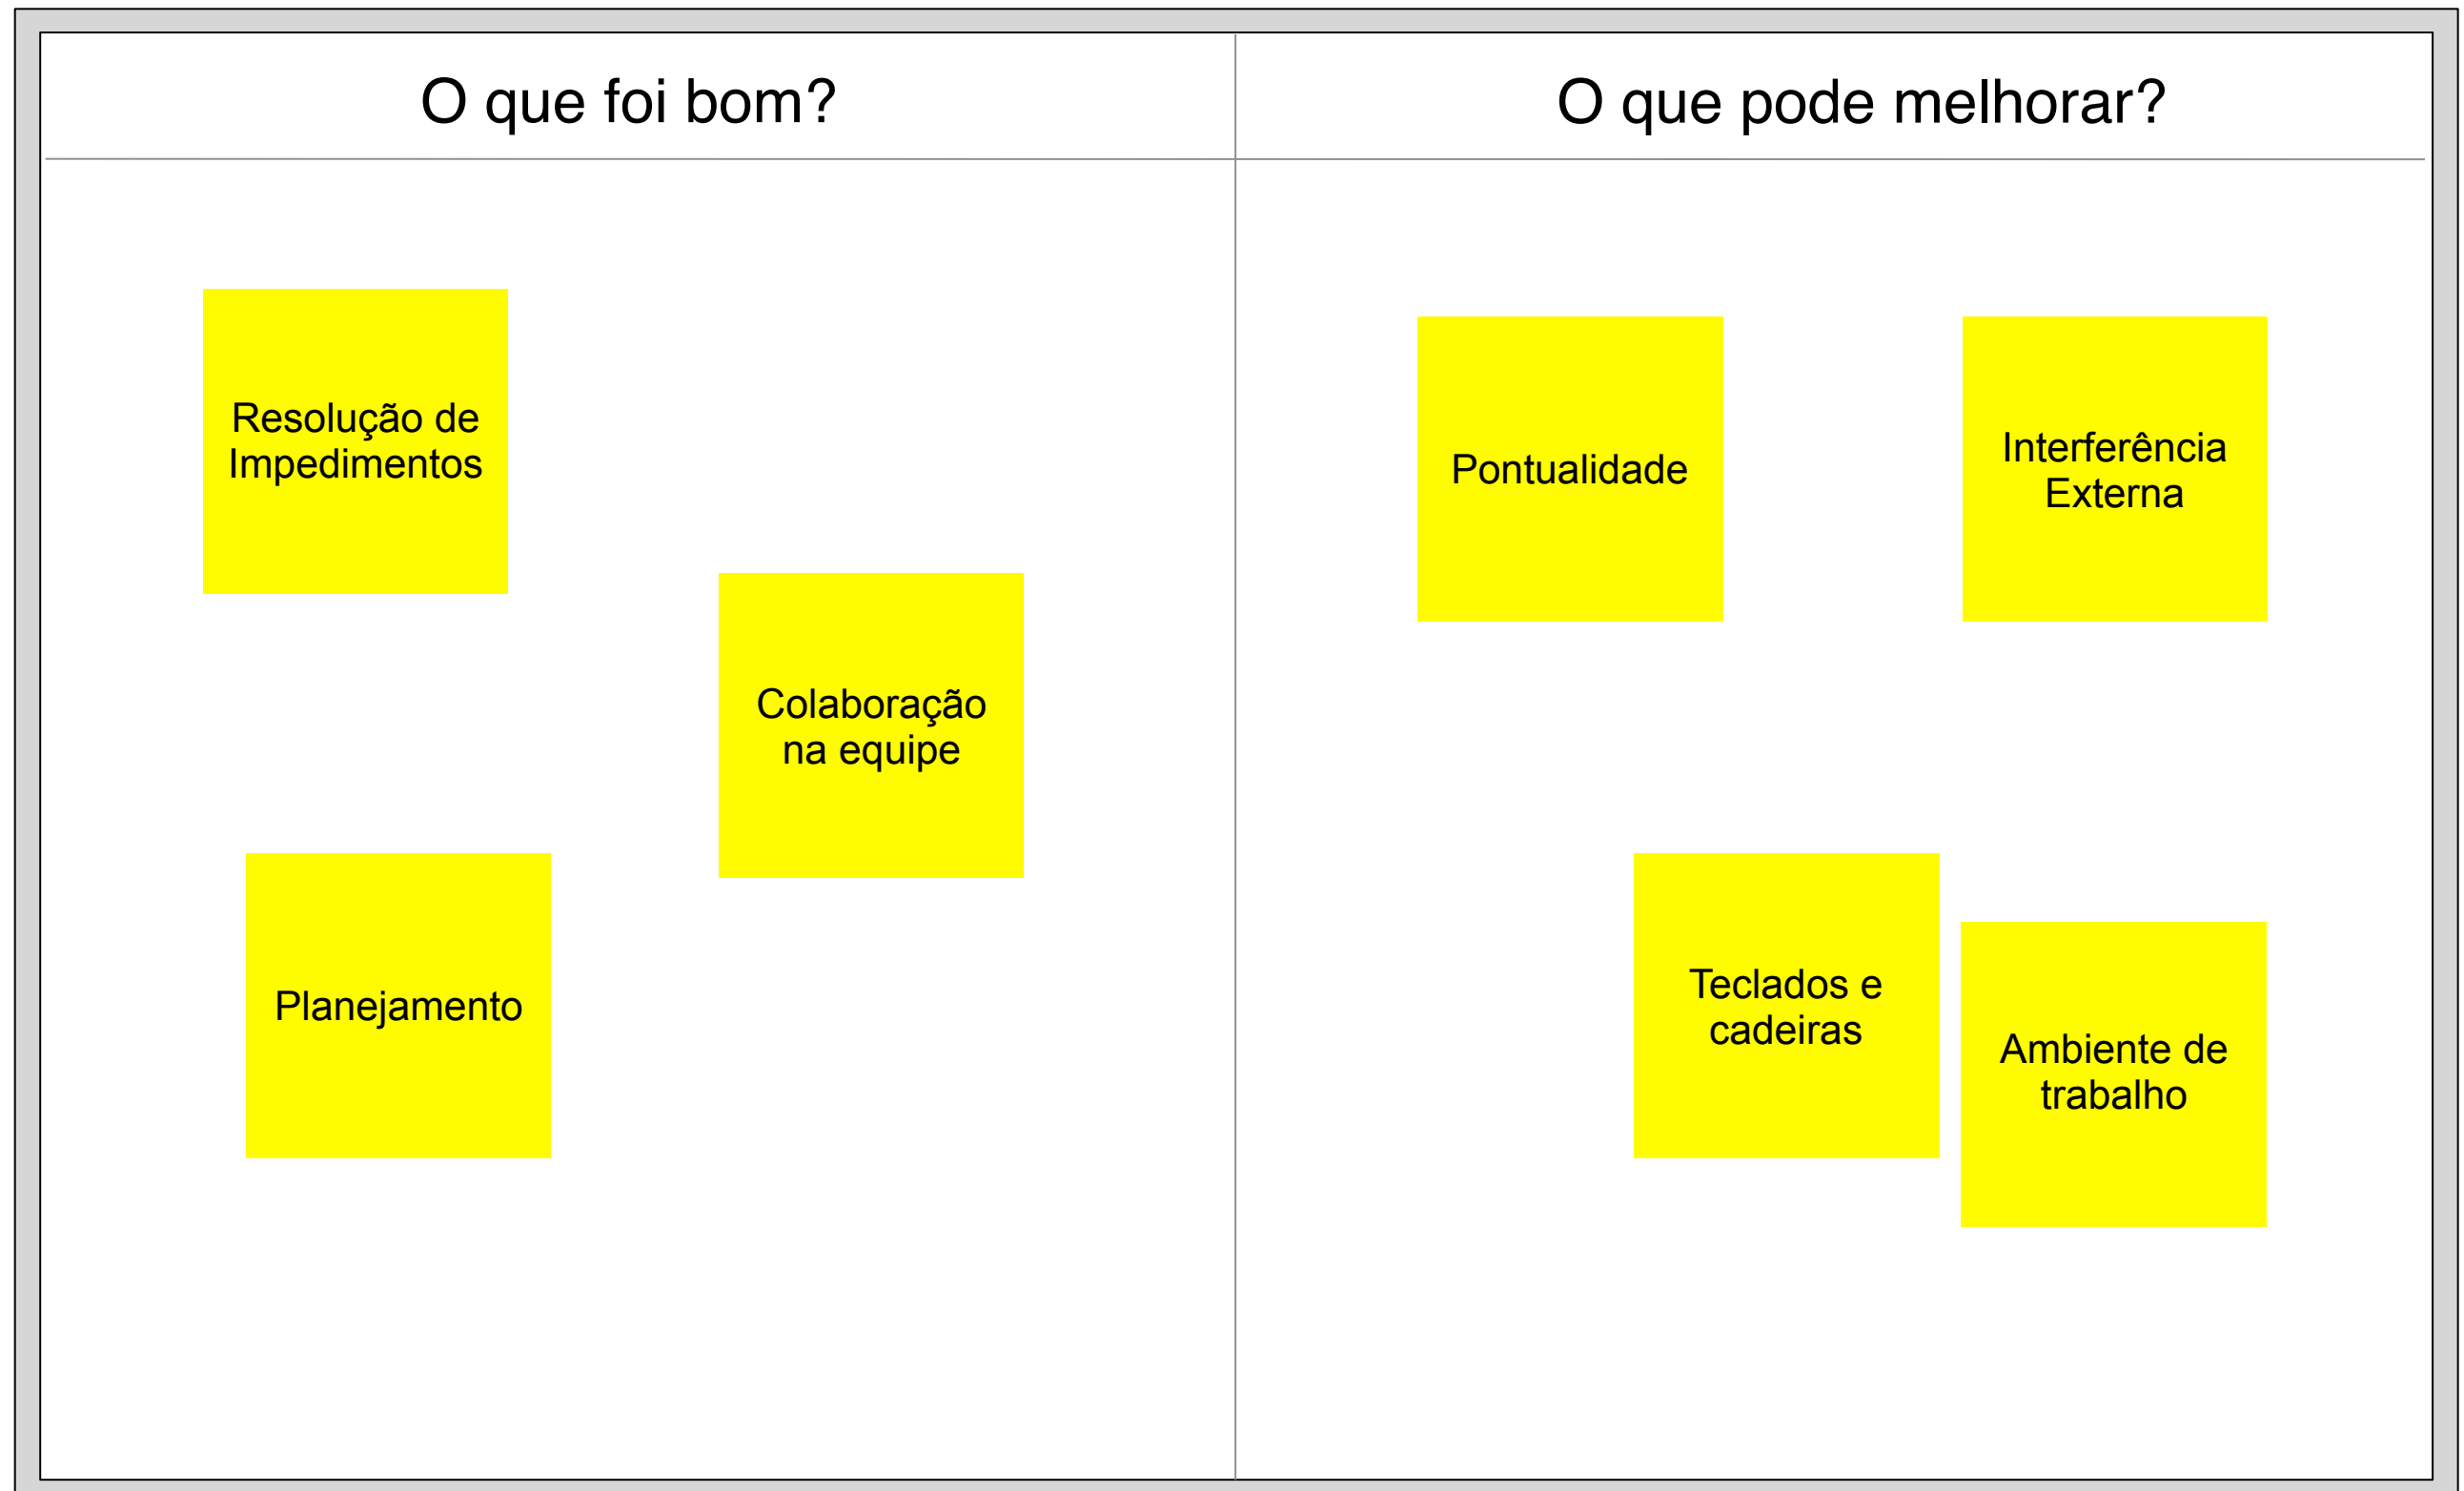 O que foi bom?
O que pode melhorar?
Resolução de
Impedimentos
Colaboração
na equipe
Planejamento
Pontualidade
Interferência
Externa
Teclados e
cadeiras
Ambiente de
trabalho